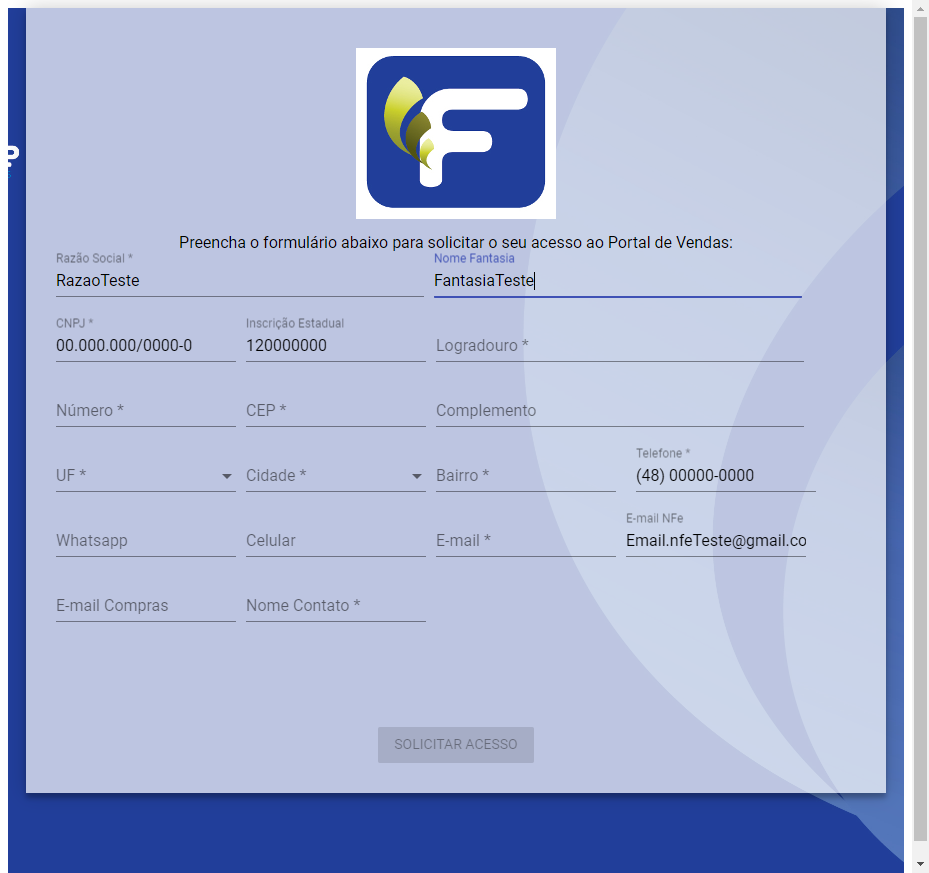 F
Preencha o formulário abaixo para solicitar o seu acesso ao Portal de Vendas:
Razão Social * Nome Fantasia
RazaoTeste FantasiaTeste
CNPJ * Inscrição Estadual
00.000.000/0000-0 120000000 Logradouro *
Número * CEP * Complemento
Telefone *
UF * Cidade * Bairro * (48) 00000-0000
E-mail NFe
Whatsapp Celular E-mail * Email.nfeTeste@gmail.co
E-mail Compras Nome Contato *
SOLICITAR ACESSO